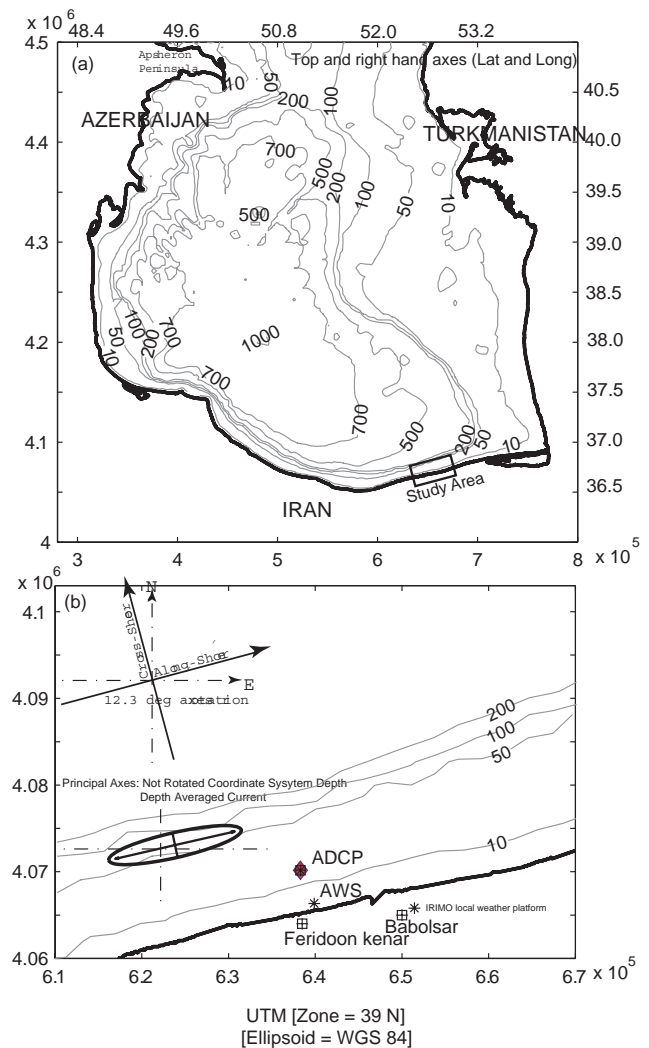 x 10^6
48.4 49.6 50.8 52.0 53.2
4.5
(a)
Apsheron
Peninsula
Top and right hand axes (Lat and Long)
10 50 200 100
40.5
AZERBAIJAN
TURKMANISTAN
4.4
40.0
700
500
200
100
50
10
39.5
500
4.3
39.0
38.5
50
100
200
700
10
1000
4.2
38.0
700
37.5
700
500
200
50
10
4.1
37.0
Study Area
36.5
IRAN
4
3 4 5 6 7 8 x 10^5
x 10^6
4.1
(b)
N
Cross-Shore
Along-Shore
E
12.3 deg axes
4.09
200
100
50
4.08
Principal Axes: Not Rotated Coordinate Sysytem Depth
Depth Averaged Current
10
4.07
ADCP
AWS
IRIMO local weather platform
Babolsar
Feridoon kenar
4.06
6.1 6.2 6.3 6.4 6.5 6.6 6.7 x 10^5
UTM [Zone = 39 N]
[Ellipsoid = WGS 84]